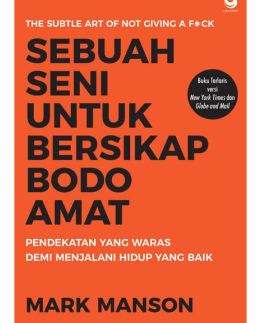 THE SUBTLE ART OF NOT GIVING A F*CK
SEBUAH
SENI
UNTUK
BERSIKAP
BODO
AMAT
Buku Terlaris
versi
New York Times dan
Globe and Mail
PENDEKATAN YANG WARAS
DEMI MENJALANI HIDUP YANG BAIK
MARK MANSON